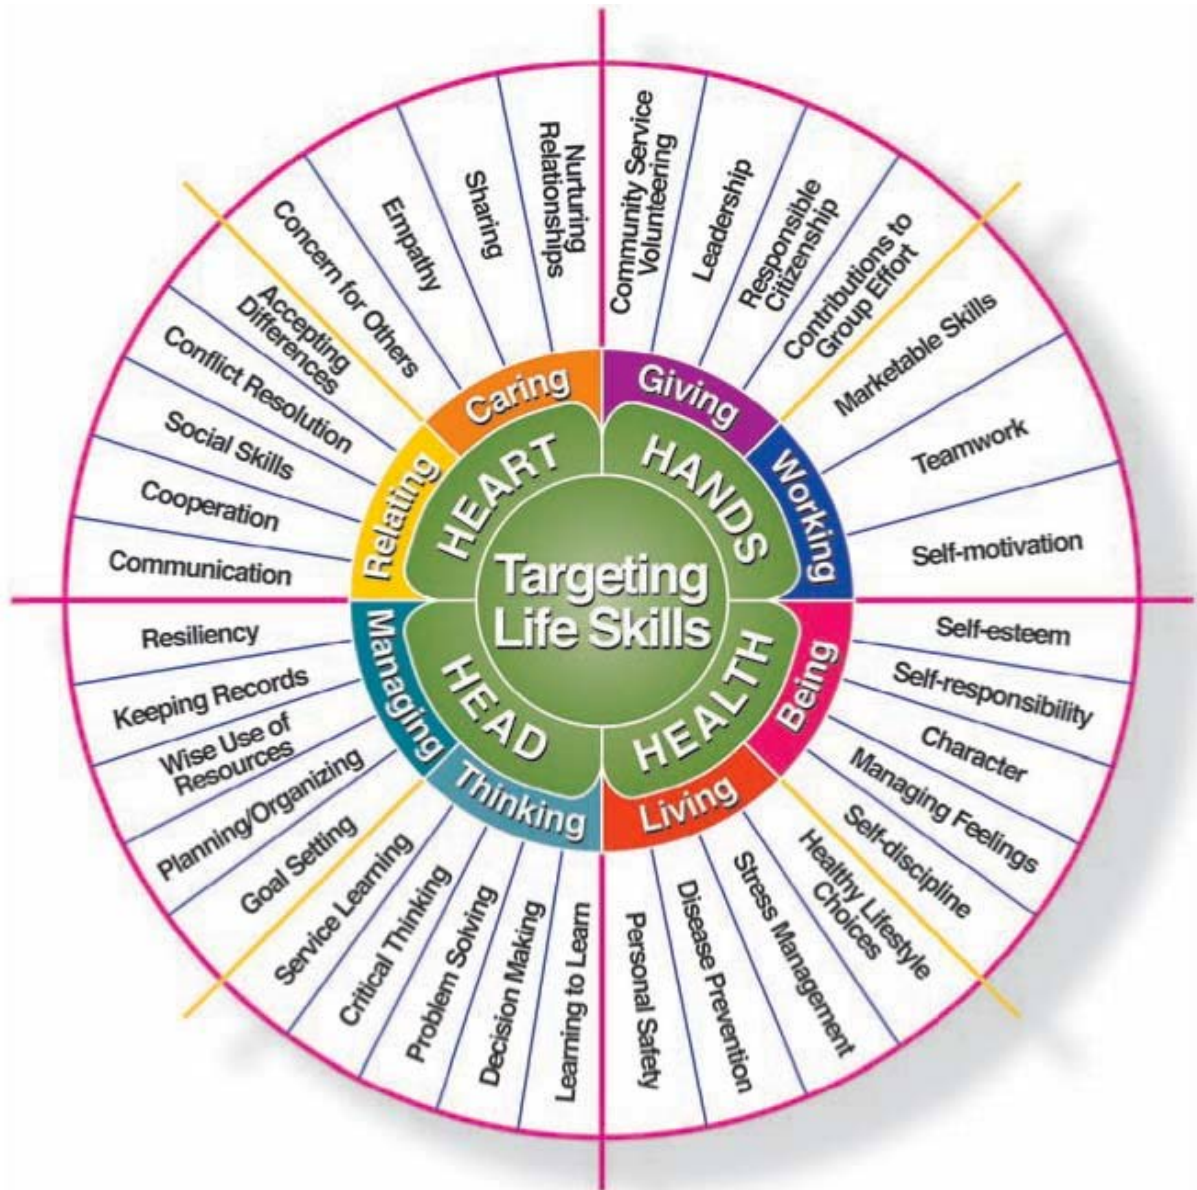 Targeting
Life Skills
HEART
HANDS
HEALTH
HEAD
Caring
Giving
Working
Being
Living
Thinking
Managing
Relating
Community Service
Volunteering
Leadership
Responsible
Citizenship
Contributions to
Group Effort
Marketable Skills
Teamwork
Self-motivation
Self-esteem
Self-responsibility
Character
Managing Feelings
Self-discipline
Healthy Lifestyle
Choices
Stress Management
Disease Prevention
Personal Safety
Learning to Learn
Decision Making
Problem Solving
Critical Thinking
Service Learning
Goal Setting
Planning/Organizing
Wise Use of
Resources
Keeping Records
Resiliency
Communication
Cooperation
Social Skills
Conflict Resolution
Accepting
Differences
Concern for Others
Empathy
Sharing
Nurturing
Relationships